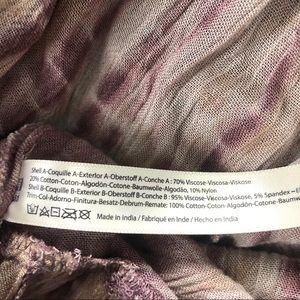 Shell A-Coquille A-Exterior A-Oberstoff A-Conche A : 70% Viscose-Viscosa-Viskose
20% Cotton-Coton-Algodón-Cotone-Baumwolle-Algodão, 10% Nylon
Shell B-Coquille B-Exterior B-Oberstoff B-Conche B : 95% Viscose-Viscosa-Viskose, 5% Spandex
Trim-Col-Adorno-Finitura-Besatz-Debrum-Remate: 100% Cotton-Coton-Algodón-Cotone-Baumwo
Made in India / Fabriqué en Inde / Hecho en India